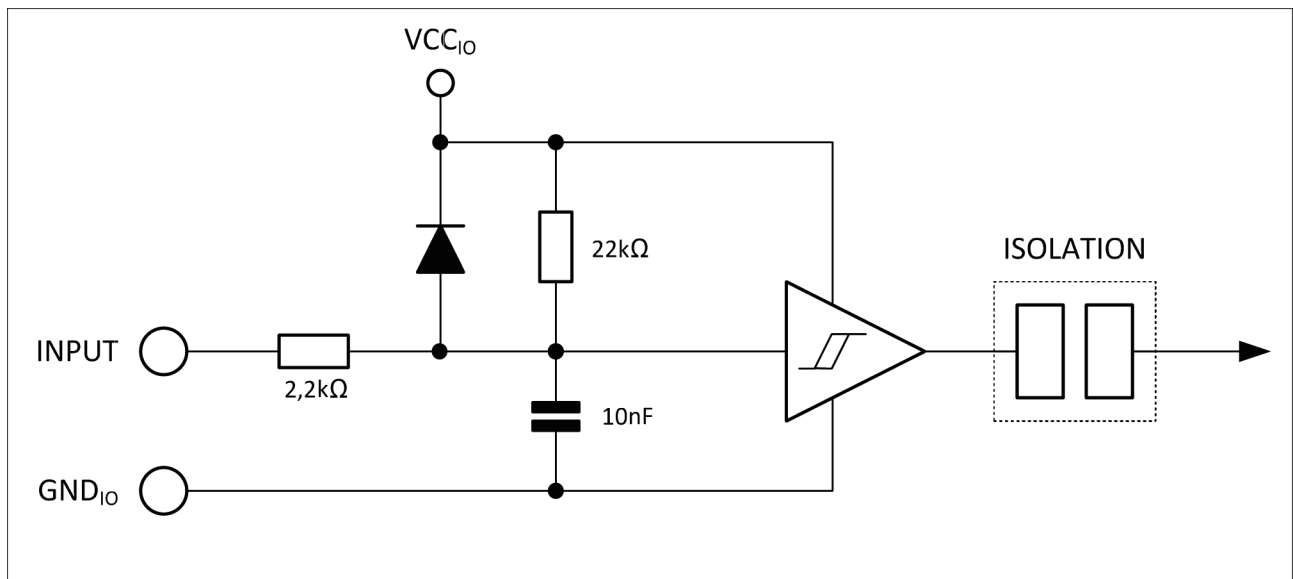 VCCIO
22kΩ
ISOLATION
INPUT
2,2kΩ
10nF
GNDIO